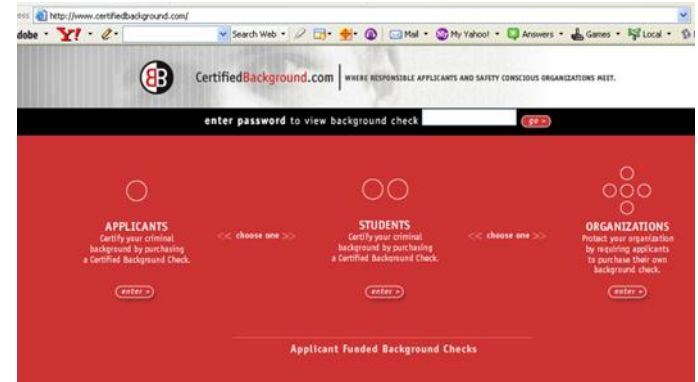 ess http://www.certifiedbackground.com/
dobe Y! Search Web Mail My Yahoo! Answers Games Local
B CertifiedBackground.com WHERE RESPONSIBLE APPLICANTS AND SAFETY CONSCIOUS ORGANIZATIONS MEET.
enter password to view background check go >
APPLICANTS
Certify your criminal
background by purchasing
a Certified Background Check.
enter >
<< choose one >>
STUDENTS
Certify your criminal
background by purchasing
a Certified Background Check.
enter >
<< choose one >>
ORGANIZATIONS
Protect your organization
by requiring applicants
to purchase their own
background check.
enter >
Applicant Funded Background Checks